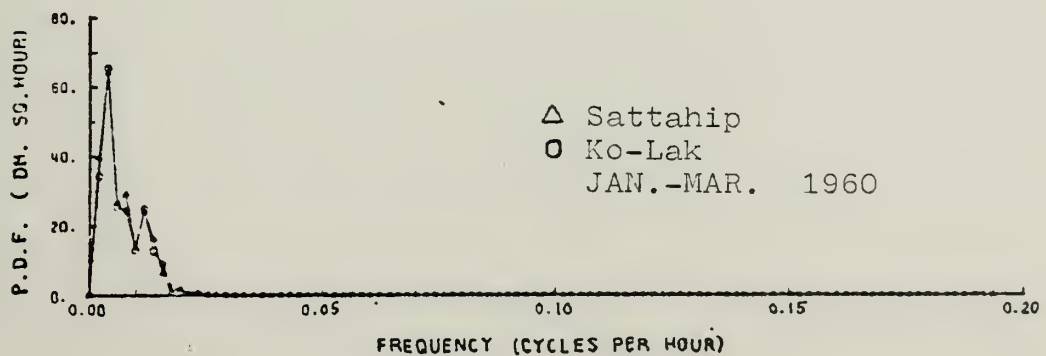 P.D.F. ( DM. SQ.HOUR)
80.
60.
40.
20.
0.
△ Sattahip
O Ko-Lak
JAN.-MAR. 1960
0.00 0.05 0.10 0.15 0.20
FREQUENCY (CYCLES PER HOUR)